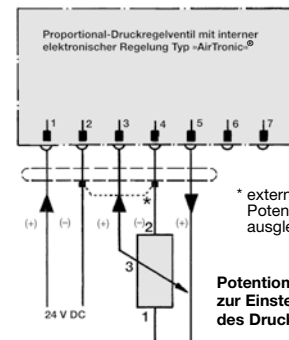 Proportional-Druckregelventil mit interner
elektronischer Regelung Typ »AirTronic«®
1 2 3 4 5 6 7
* extern
Poten
ausgle
(+) (–) (+) (–) (+)
*
2
3
1
Potention
zur Einste
des Druck
24 V DC